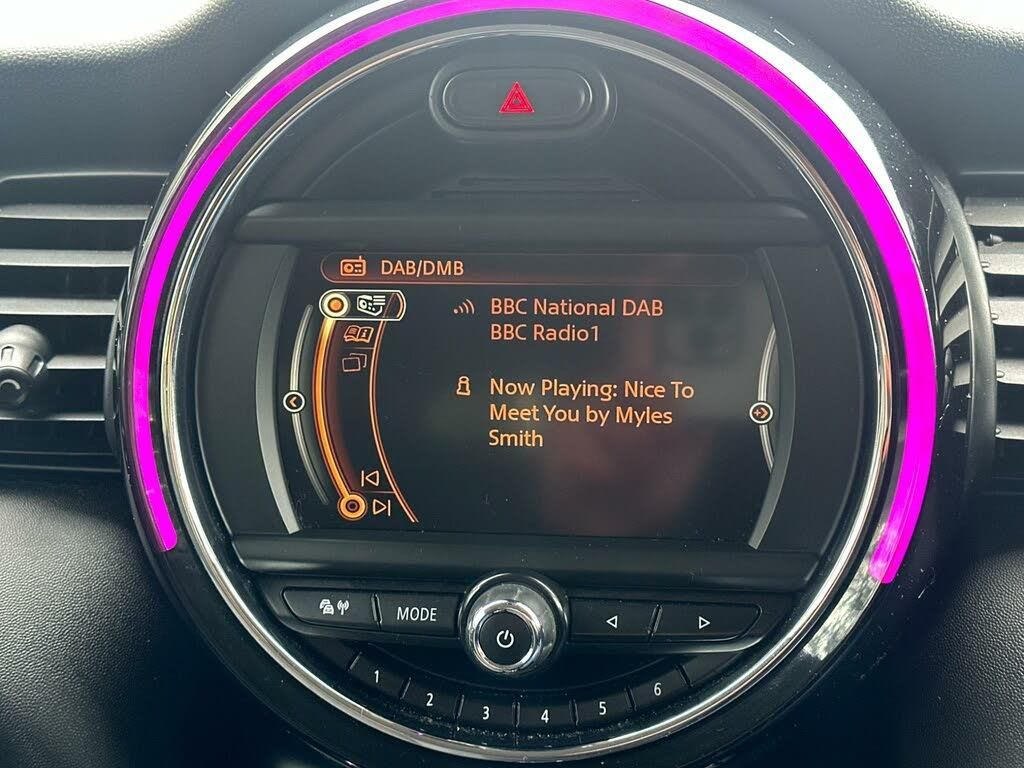 DAB/DMB
BBC National DAB
BBC Radio1
Now Playing: Nice To
Meet You by Myles
Smith
MODE
1
2
3
4
5
6